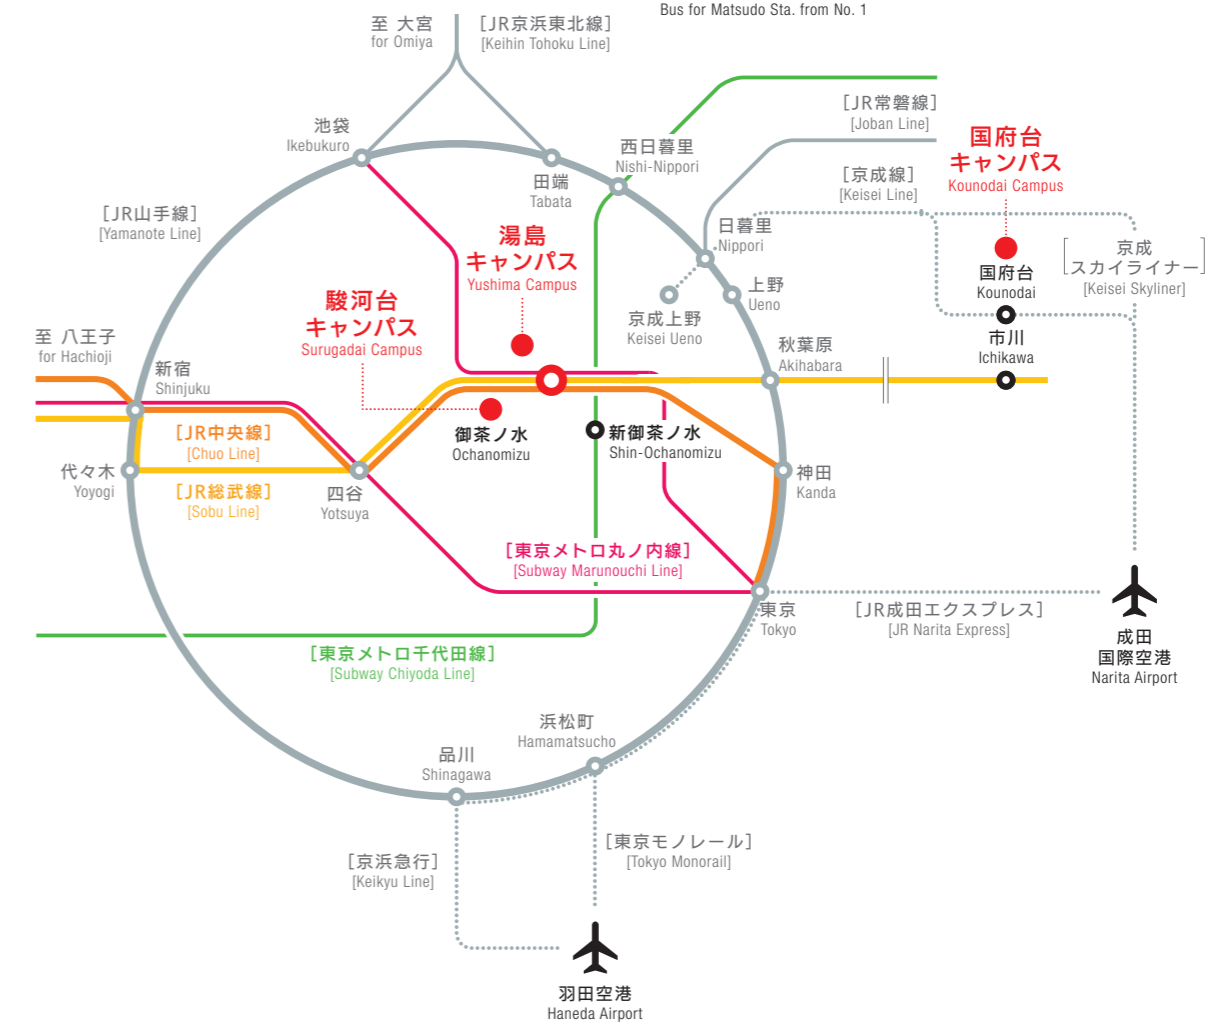 Bus for Matsudo Sta. from No. 1
至 大宮
for Omiya
[JR京浜東北線]
[Keihin Tohoku Line]
池袋
Ikebukuro
田端
Tabata
西日暮里
Nishi-Nippori
[JR常磐線]
[Joban Line]
国府台
キャンパス
Kounodai Campus
[京成線]
[Keisei Line]
[JR山手線]
[Yamanote Line]
湯島
キャンパス
Yushima Campus
日暮里
Nippori
上野
Ueno
京成上野
Keisei Ueno
国府台
Kounodai
京成
スカイライナー
[Keisei Skyliner]
駿河台
キャンパス
Surugadai Campus
至 八王子
for Hachioji
新宿
Shinjuku
秋葉原
Akihabara
市川
Ichikawa
[JR中央線]
[Chuo Line]
御茶ノ水
Ochanomizu
新御茶ノ水
Shin-Ochanomizu
代々木
Yoyogi
[JR総武線]
[Sobu Line]
四谷
Yotsuya
神田
Kanda
[東京メトロ丸ノ内線]
[Subway Marunouchi Line]
東京
Tokyo
[JR成田エクスプレス]
[JR Narita Express]
成田
国際空港
Narita Airport
[東京メトロ千代田線]
[Subway Chiyoda Line]
浜松町
Hamamatsucho
品川
Shinagawa
[東京モノレール]
[Tokyo Monorail]
[京浜急行]
[Keikyu Line]
羽田空港
Haneda Airport